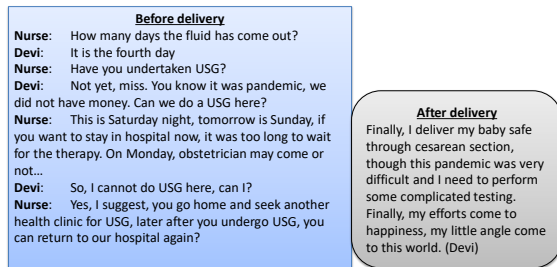 Before delivery
Nurse: How many days the fluid has come out?
Devi: It is the fourth day
Nurse: Have you undertaken USG?
Devi: Not yet, miss. You know it was pandemic, we
did not have money. Can we do a USG here?
Nurse: This is Saturday night, tomorrow is Sunday, if
you want to stay in hospital now, it was too long to wait
for the therapy. On Monday, obstetrician may come or
not…
Devi: So, I cannot do USG here, can I?
Nurse: Yes, I suggest, you go home and seek another
health clinic for USG, later after you undergo USG, you
can return to our hospital again?
After delivery
Finally, I deliver my baby safe
through cesarean section,
though this pandemic was very
difficult and I need to perform
some complicated testing.
Finally, my efforts come to
happiness, my little angle come
to this world. (Devi)